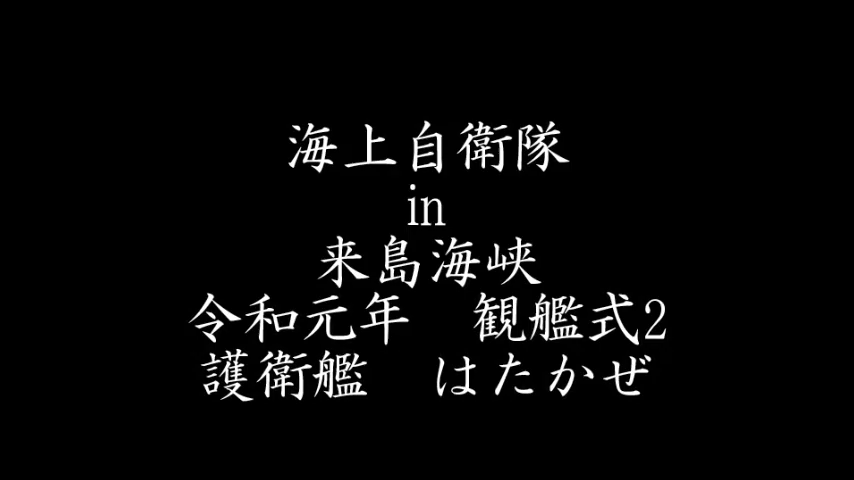 海上自衛隊
in
来島海峡
令和元年　観艦式2
護衛艦　はたかぜ